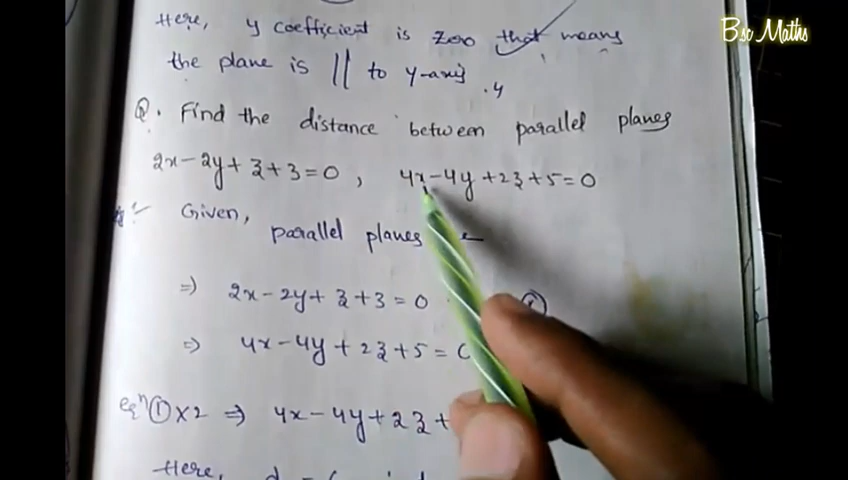 Bsc Maths
Here, y coefficient is zero that means
the plane is || to y-axis.
Q. Find the distance between parallel planes
2x-2y+z+3=0, 4x-4y+2z+5=0
Given,
parallel planes
⇒ 2x-2y+z+3=0 ①
⇒ 4x-4y+2z+5=0
eqⁿ ①×2 ⇒ 4x-4y+2z+
Here, d